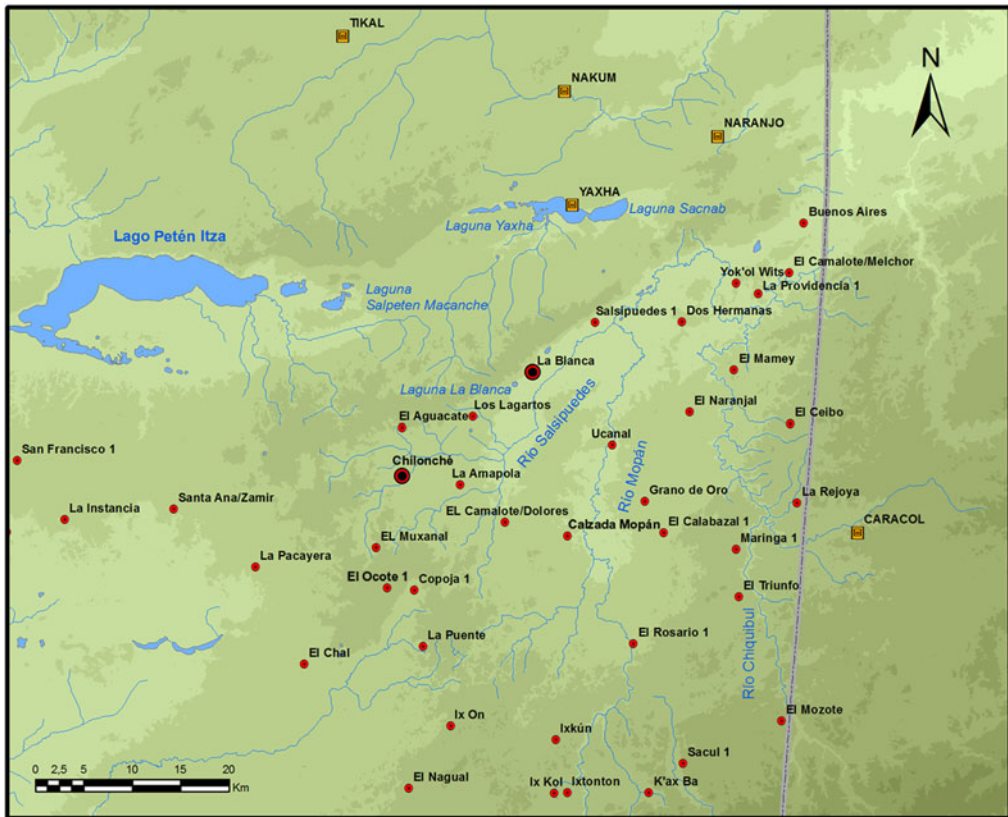 TIKAL
N
NAKUM
NARANJO
YAXHA
Laguna Sacnab
Laguna Yaxha
Buenos Aires
Lago Petén Itza
El Camalote/Melchor
Yok'ol Wits
La Providencia 1
Laguna
Salpeten Macanche
Salsipuedes 1
Dos Hermanas
La Blanca
El Mamey
Laguna La Blanca
Los Lagartos
El Naranjal
El Aguacate
El Ceibo
Río Salsipuedes
Ucanal
San Francisco 1
Chilonché
Río Mopán
La Amapola
Grano de Oro
La Rejoya
La Instancia
Santa Ana/Zamir
EL Camalote/Dolores
Calzada Mopán
El Calabazal 1
CARACOL
EL Muxanal
Maringa 1
La Pacayera
El Ocote 1
Copoja 1
El Triunfo
La Puente
El Rosario 1
Río Chiquibul
El Chal
Ix On
El Mozote
Ixkún
Sacul 1
0 2,5 5 10 15 20
Km
El Nagual
Ix Kol
Ixtonton
K'ax Ba